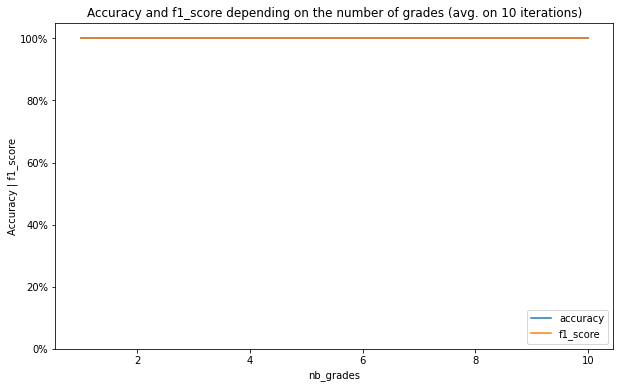 Accuracy and f1_score depending on the number of grades (avg. on 10 iterations)
100%
80%
60%
40%
20%
0%
Accuracy | f1_score
accuracy
f1_score
2
4
6
8
10
nb_grades